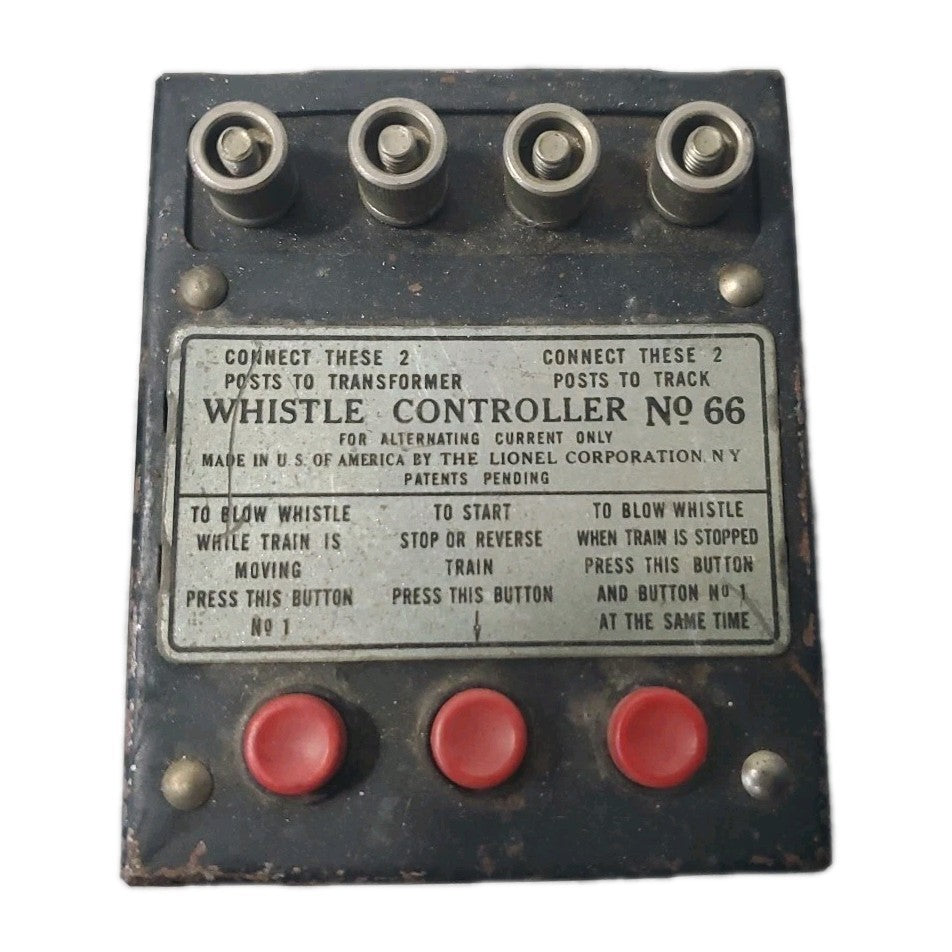 CONNECT THESE 2
POSTS TO TRANSFORMER
CONNECT THESE 2
POSTS TO TRACK
WHISTLE CONTROLLER No 66
FOR ALTERNATING CURRENT ONLY
MADE IN U.S. OF AMERICA BY THE LIONEL CORPORATION, N Y
PATENTS PENDING
TO BLOW WHISTLE
WHILE TRAIN IS
MOVING
PRESS THIS BUTTON
No 1
TO START
STOP OR REVERSE
TRAIN
PRESS THIS BUTTON
↓
TO BLOW WHISTLE
WHEN TRAIN IS STOPPED
PRESS THIS BUTTON
AND BUTTON No 1
AT THE SAME TIME